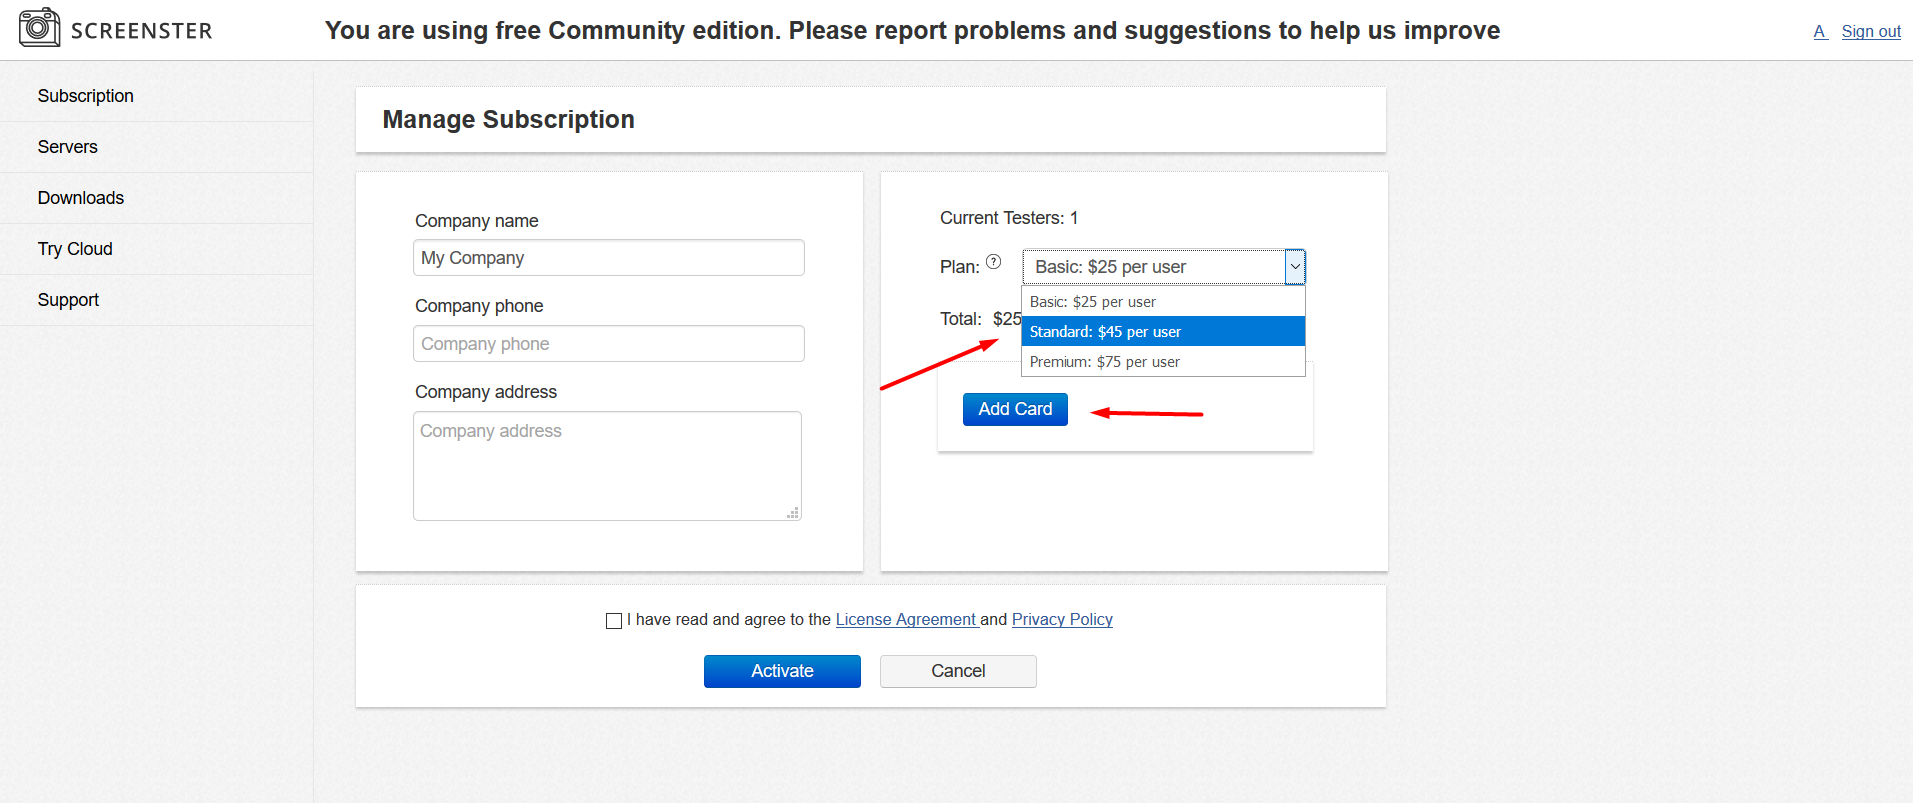 SCREENSTER
You are using free Community edition. Please report problems and suggestions to help us improve
A Sign out
Subscription
Servers
Downloads
Try Cloud
Support
Manage Subscription
Company name
My Company
Company phone
Company phone
Company address
Company address
Current Testers: 1
Plan: ? Basic: $25 per user
Basic: $25 per user
Total: $25
Standard: $45 per user
Premium: $75 per user
Add Card
I have read and agree to the License Agreement and Privacy Policy
Activate Cancel